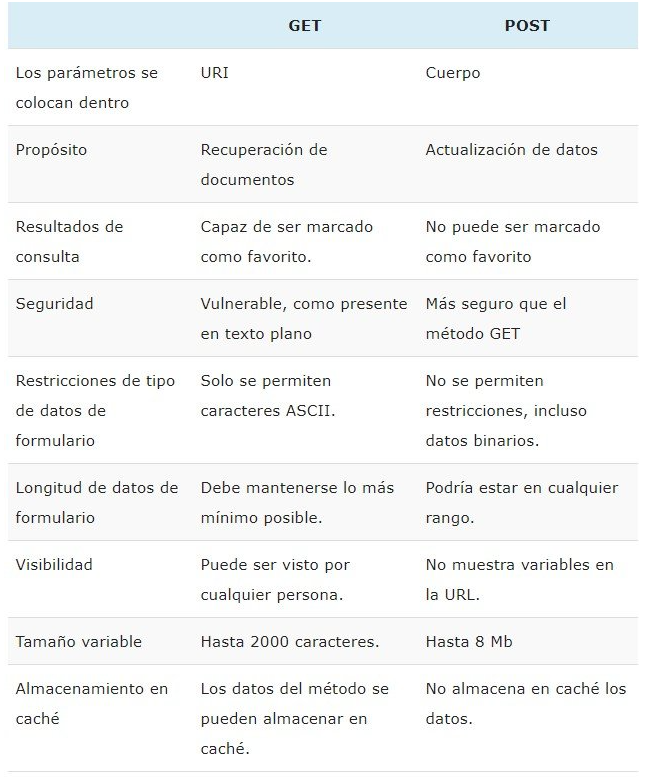 GET POST
Los parámetros se URI Cuerpo
colocan dentro
Propósito Recuperación de Actualización de datos
documentos
Resultados de Capaz de ser marcado No puede ser marcado
consulta como favorito. como favorito
Seguridad Vulnerable, como presente Más seguro que el
en texto plano método GET
Restricciones de tipo Solo se permiten No se permiten
de datos de caracteres ASCII. restricciones, incluso
formulario datos binarios.
Longitud de datos de Debe mantenerse lo más Podría estar en cualquier
formulario mínimo posible. rango.
Visibilidad Puede ser visto por No muestra variables en
cualquier persona. la URL.
Tamaño variable Hasta 2000 caracteres. Hasta 8 Mb
Almacenamiento en Los datos del método se No almacena en caché los
caché pueden almacenar en datos.
caché.